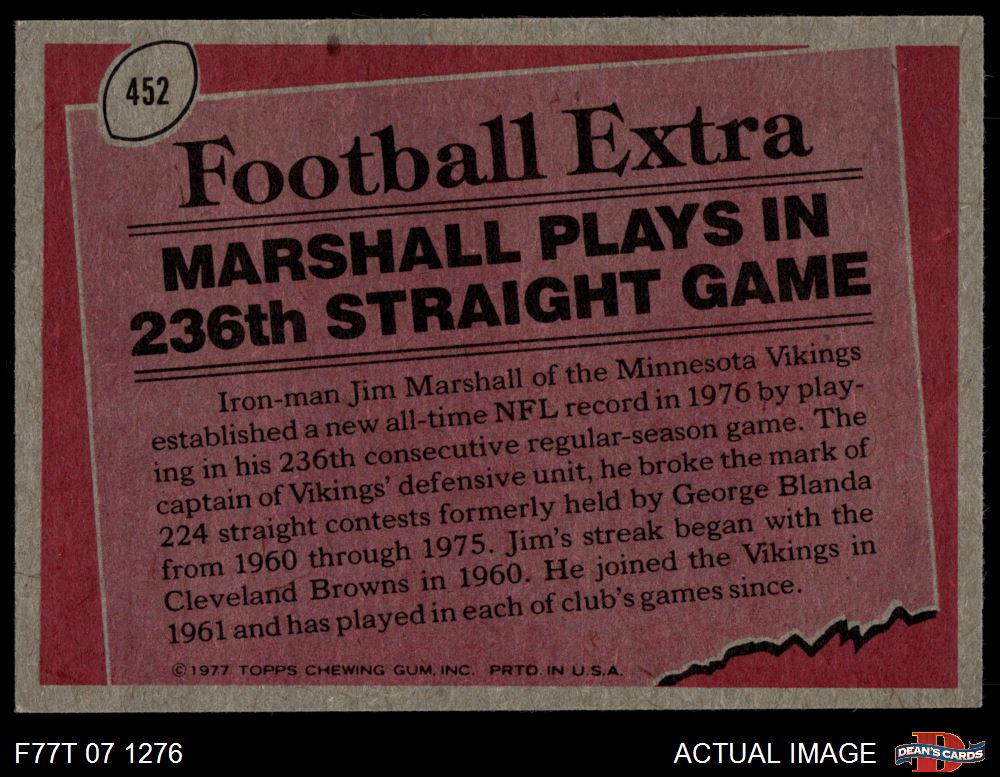 452
Football Extra
MARSHALL PLAYS IN
236th STRAIGHT GAME
Iron-man Jim Marshall of the Minnesota Vikings
established a new all-time NFL record in 1976 by play-
ing in his 236th consecutive regular-season game. The
captain of Vikings' defensive unit, he broke the mark of
224 straight contests formerly held by George Blanda
from 1960 through 1975. Jim's streak began with the
Cleveland Browns in 1960. He joined the Vikings in
1961 and has played in each of club's games since.
©1977 TOPPS CHEWING GUM, INC. PRTD. IN U.S.A.
F77T 07 1276
ACTUAL IMAGE
D
DEAN'S CARDS